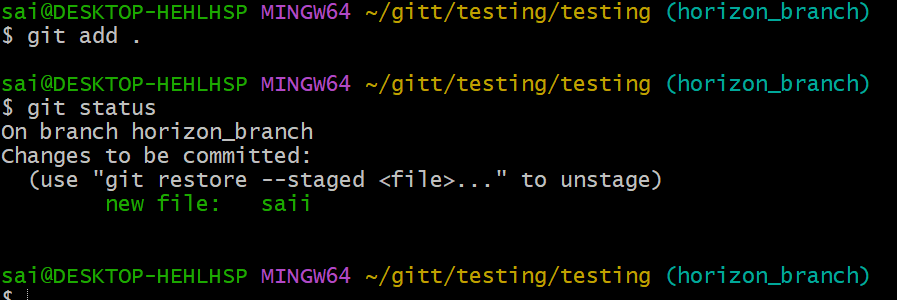 sai@DESKTOP-HEHLHSP MINGW64 ~/gitt/testing/testing (horizon_branch)
$ git add .
sai@DESKTOP-HEHLHSP MINGW64 ~/gitt/testing/testing (horizon_branch)
$ git status
On branch horizon_branch
Changes to be committed:
  (use "git restore --staged <file>..." to unstage)
        new file:   saii
sai@DESKTOP-HEHLHSP MINGW64 ~/gitt/testing/testing (horizon_branch)
$